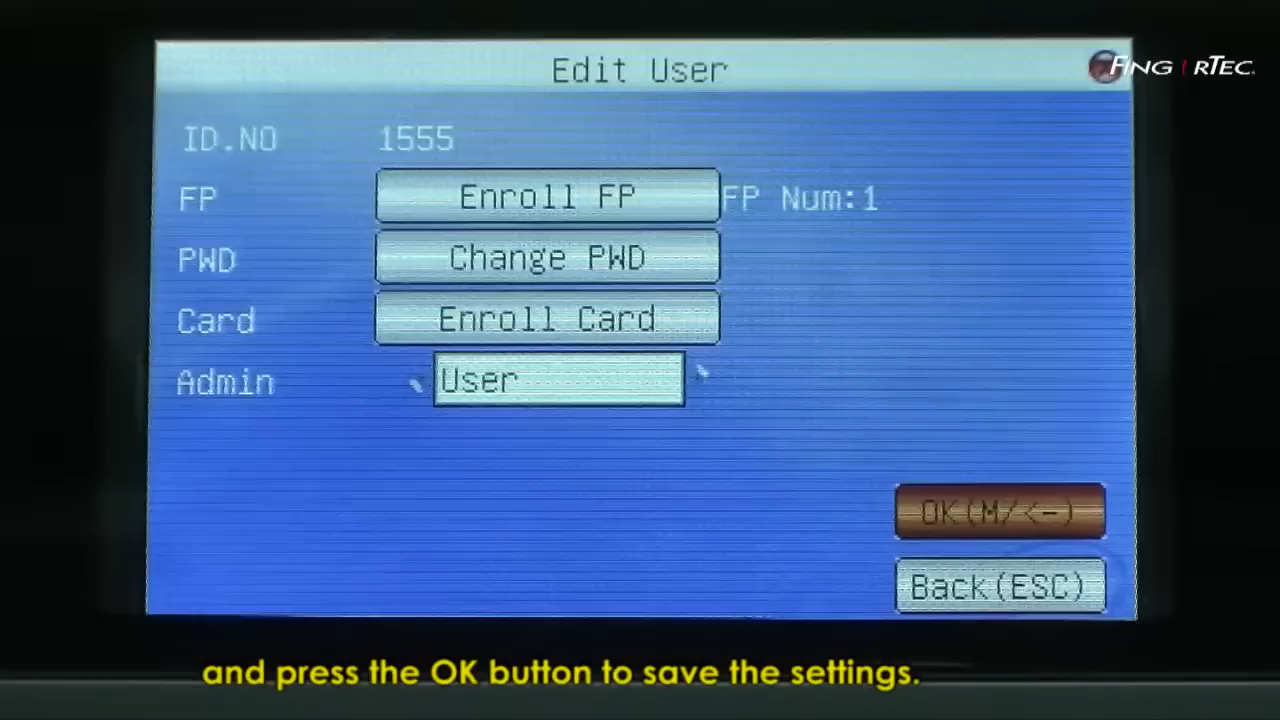 Edit User
FINGERTEC
ID.NO 1555
FP Enroll FP FP Num:1
PWD Change PWD
Card Enroll Card
Admin User
OK(M/<-)
Back(ESC)
and press the OK button to save the settings.